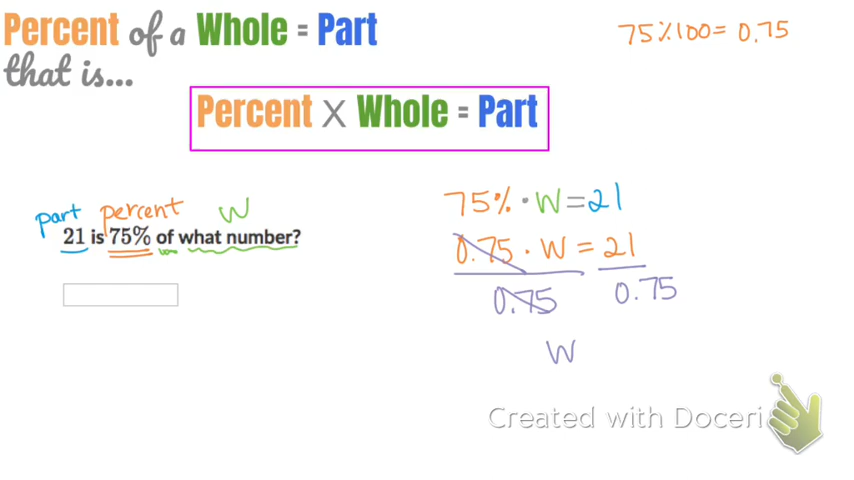 Percent of a Whole = Part
75%100=0.75
that is...
Percent X Whole = Part
75% · W = 21
part percent W
21 is 75% of what number?
0.75 · W = 21
0.75 0.75
W
Created with Doceri